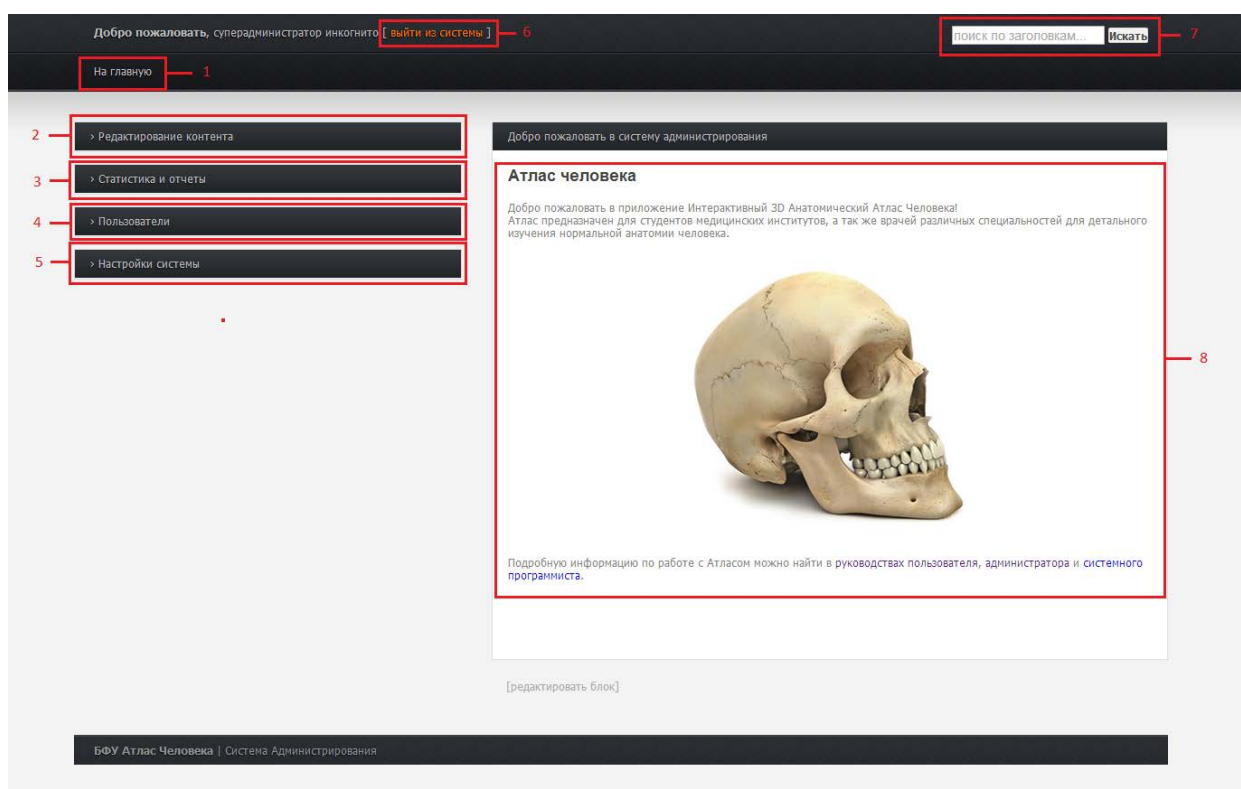 Добро пожаловать, суперадминистратор инкогнито [ выйти из системы ] 6
поиск по заголовкам... Искать 7
На главную 1
2 › Редактирование контента
3 › Статистика и отчеты
4 › Пользователи
5 › Настройки системы
Добро пожаловать в систему администрирования
Атлас человека
Добро пожаловать в приложение Интерактивный 3D Анатомический Атлас Человека!
Атлас предназначен для студентов медицинских институтов, а так же врачей различных специальностей для детального
изучения нормальной анатомии человека.
8
Подробную информацию по работе с Атласом можно найти в руководствах пользователя, администратора и системного
программиста.
[редактировать блок]
БФУ Атлас Человека | Система Администрирования